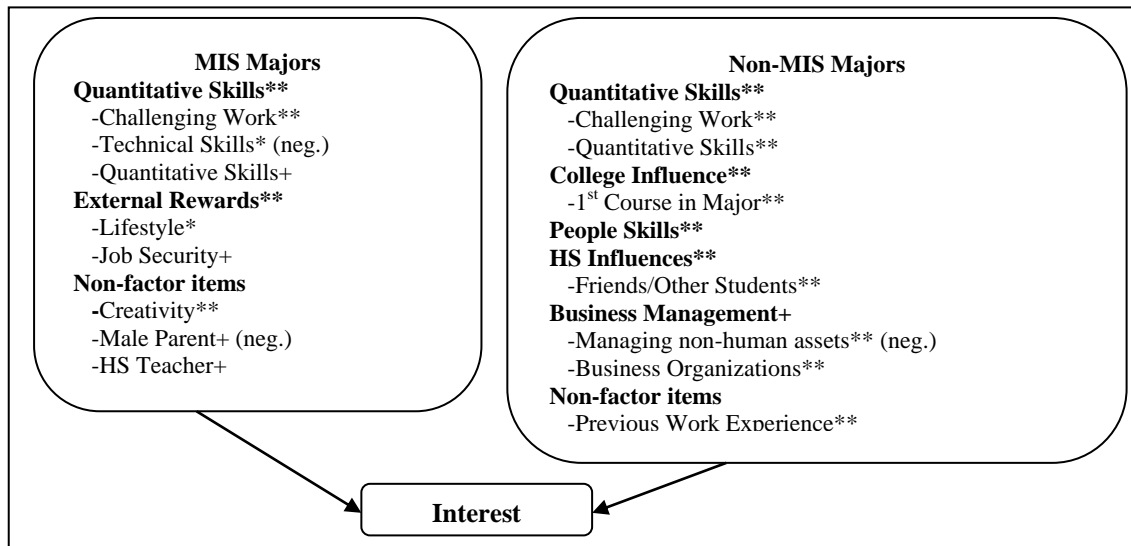 MIS Majors
Quantitative Skills**
-Challenging Work**
-Technical Skills* (neg.)
-Quantitative Skills+
External Rewards**
-Lifestyle*
-Job Security+
Non-factor items
-Creativity**
-Male Parent+ (neg.)
-HS Teacher+
Non-MIS Majors
Quantitative Skills**
-Challenging Work**
-Quantitative Skills**
College Influence**
-1st Course in Major**
People Skills**
HS Influences**
-Friends/Other Students**
Business Management+
-Managing non-human assets** (neg.)
-Business Organizations**
Non-factor items
-Previous Work Experience**
Interest